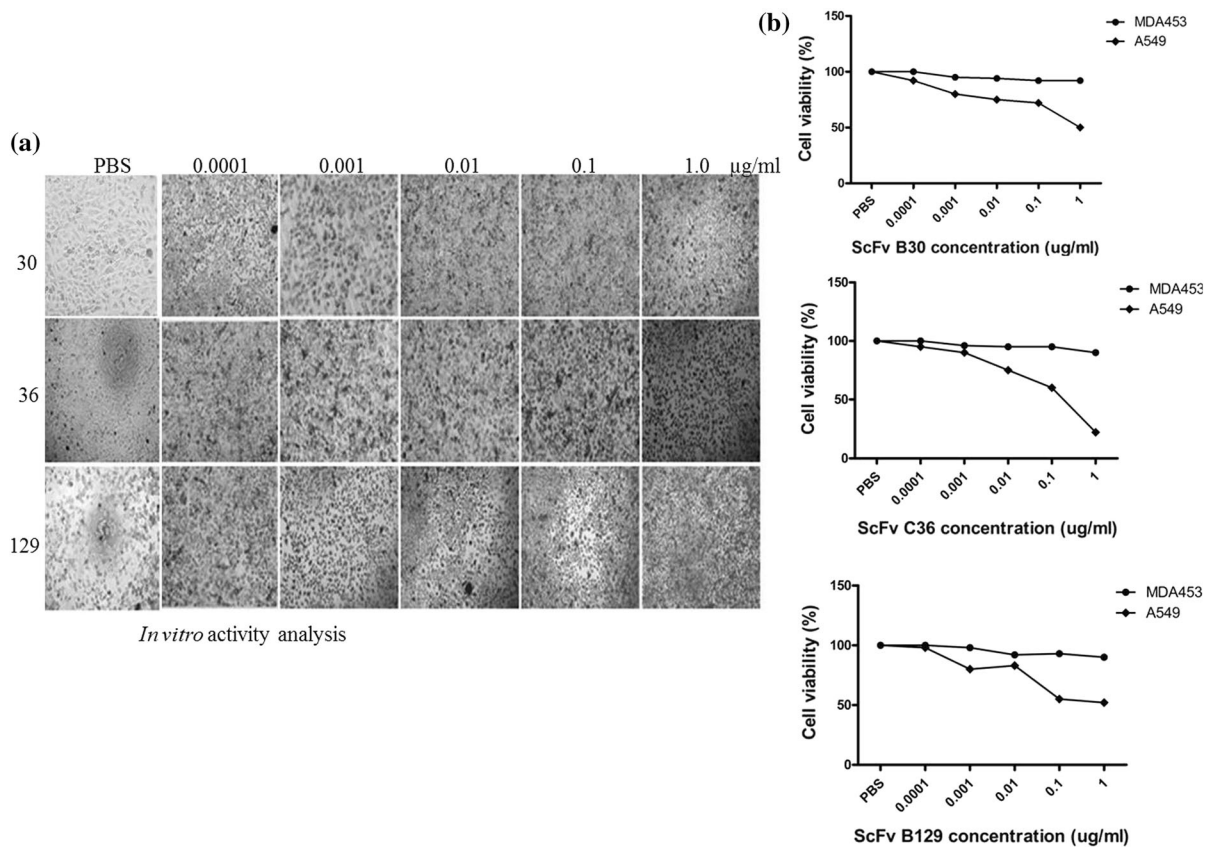 (a)
PBS 0.0001 0.001 0.01 0.1 1.0 µg/ml
30
36
129
In vitro activity analysis
(b)
MDA453
A549
Cell viability (%)
150
100
50
0
PBS 0.0001 0.001 0.01 0.1 1
ScFv B30 concentration (ug/ml)
MDA453
A549
Cell viability (%)
150
100
50
0
PBS 0.0001 0.001 0.01 0.1 1
ScFv C36 concentration (ug/ml)
MDA453
A549
Cell viability (%)
150
100
50
0
PBS 0.0001 0.001 0.01 0.1 1
ScFv B129 concentration (ug/ml)